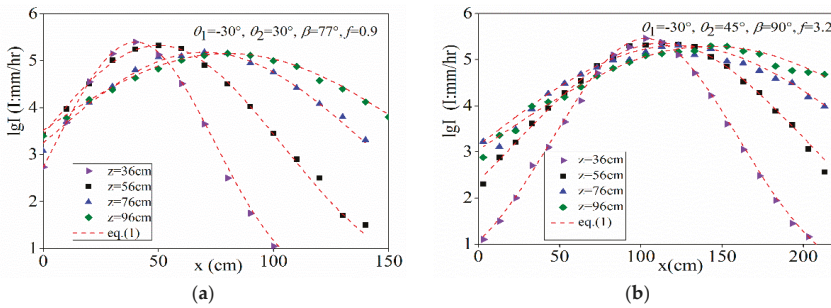 θ1=-30°, θ2=30°, β=77°, f=0.9
lgI (I:mm/hr)
6
5
4
3
2
1
z=36cm
z=56cm
z=76cm
z=96cm
eq.(1)
0
50
100
150
x (cm)
(a)
θ1=-30°, θ2=45°, β=90°, f=3.2
lgI (I:mm/hr)
6
5
4
3
2
1
z=36cm
z=56cm
z=76cm
z=96cm
eq.(1)
0
50
100
150
200
x(cm)
(b)